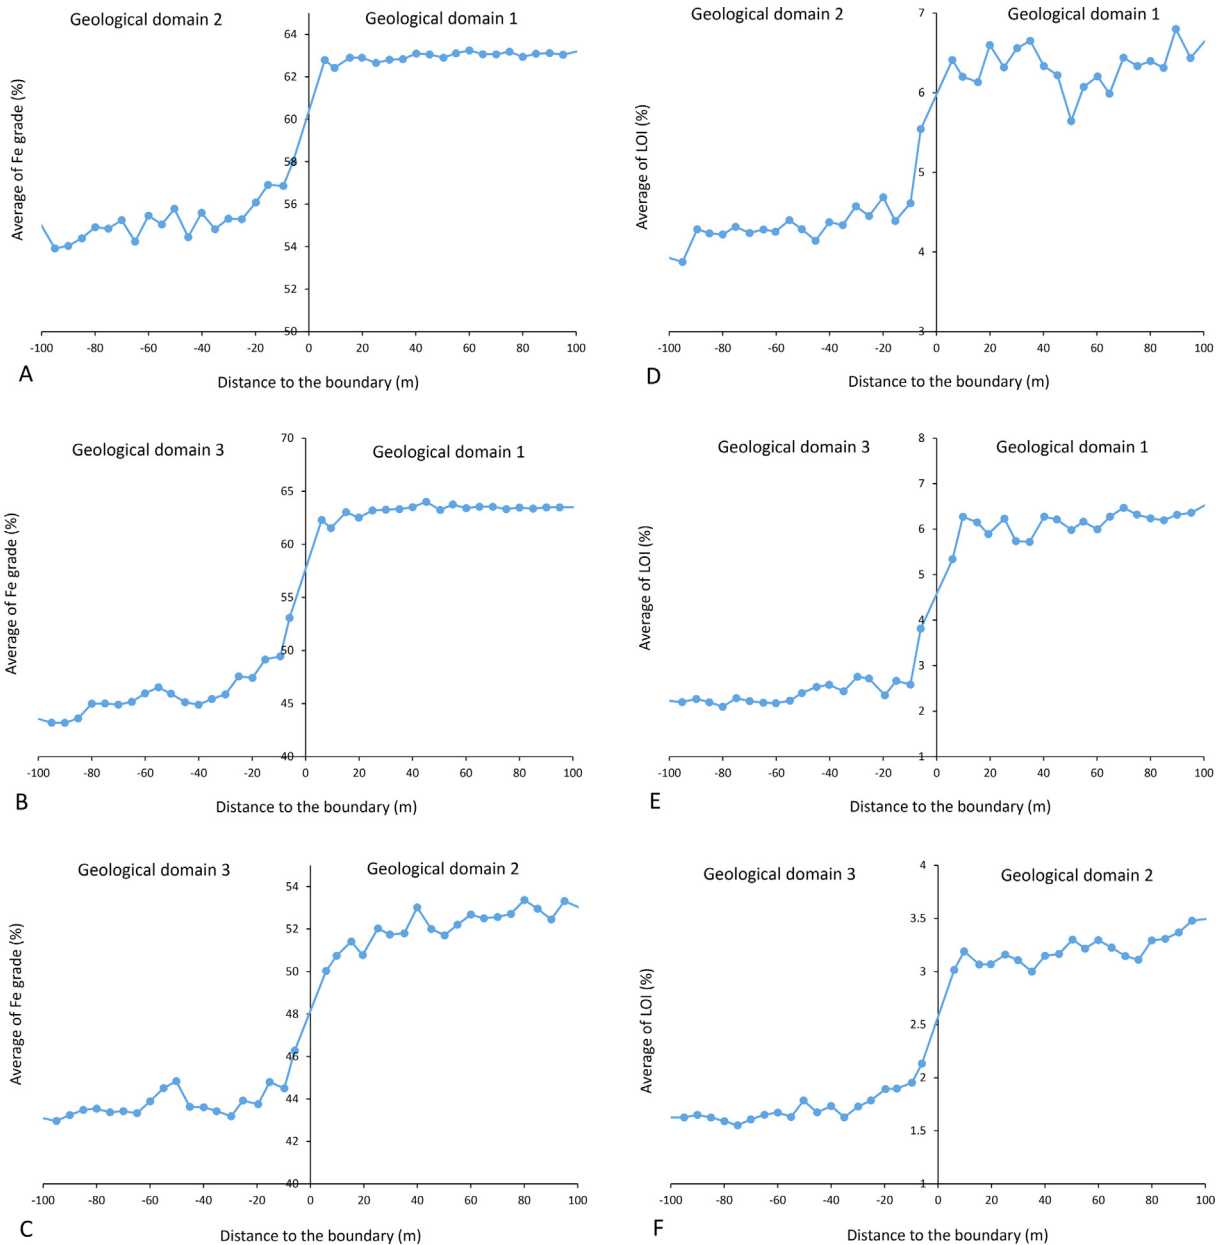 Geological domain 2 Geological domain 1
Average of Fe grade (%)
64
62
60
58
56
54
52
50
-100 -80 -60 -40 -20 0 20 40 60 80 100
A
Distance to the boundary (m)
Geological domain 2 Geological domain 1
Average of LOI (%)
7
6
5
4
3
-100 -80 -60 -40 -20 0 20 40 60 80 100
D
Distance to the boundary (m)
Geological domain 3 Geological domain 1
Average of Fe grade (%)
70
65
60
55
50
45
40
-100 -80 -60 -40 -20 0 20 40 60 80 100
B
Distance to the boundary (m)
Geological domain 3 Geological domain 1
Average of LOI (%)
8
7
6
5
4
3
2
1
-100 -80 -60 -40 -20 0 20 40 60 80 100
E
Distance to the boundary (m)
Geological domain 3 Geological domain 2
Average of Fe grade (%)
54
52
50
48
46
44
42
40
-100 -80 -60 -40 -20 0 20 40 60 80 100
C
Distance to the boundary (m)
Geological domain 3 Geological domain 2
Average of LOI (%)
4
3.5
3
2.5
2
1.5
1
-100 -80 -60 -40 -20 0 20 40 60 80 100
F
Distance to the boundary (m)